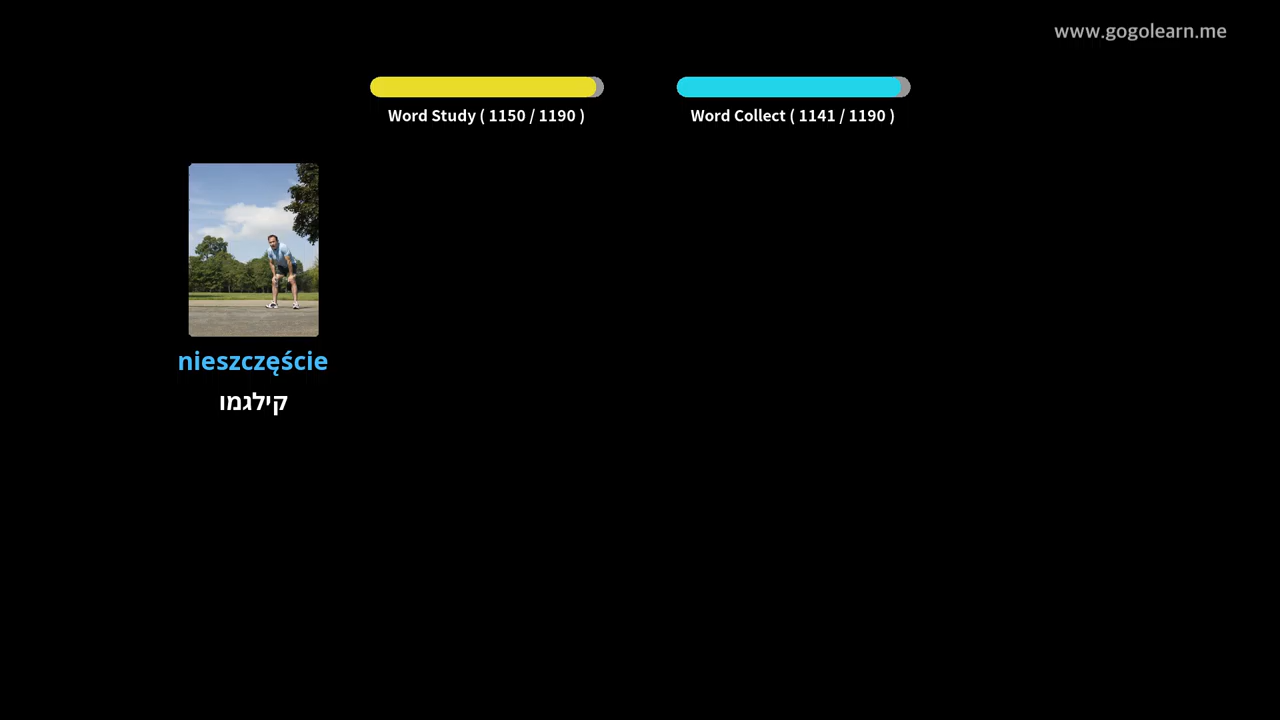 www.gogolearn.me
Word Study ( 1150 / 1190 )
Word Collect ( 1141 / 1190 )
nieszczęście
קילגמו